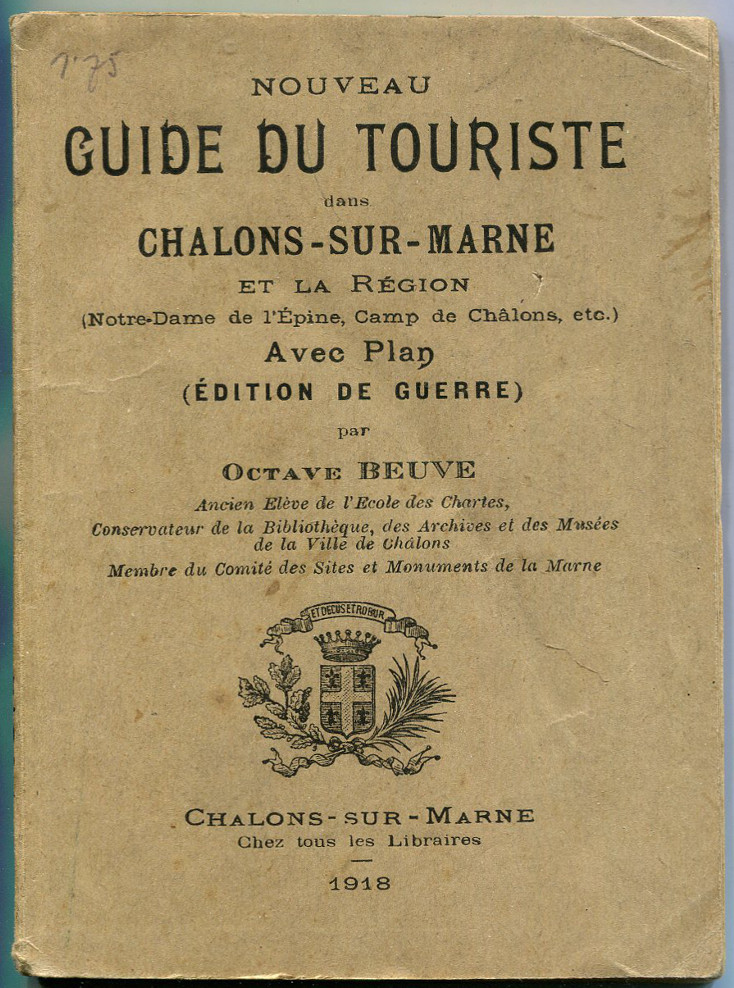 1.75
NOUVEAU
GUIDE DU TOURISTE
dans
CHALONS-SUR-MARNE
ET LA RÉGION
(Notre-Dame de l'Épine, Camp de Châlons, etc.)
Avec Plan
(ÉDITION DE GUERRE)
par
OCTAVE BEUVE
Ancien Elève de l'Ecole des Chartes,
Conservateur de la Bibliothèque, des Archives et des Musées
de la Ville de Châlons
Membre du Comité des Sites et Monuments de la Marne
ET DECUS ET ROBUR
CHALONS-SUR-MARNE
Chez tous les Libraires
1918